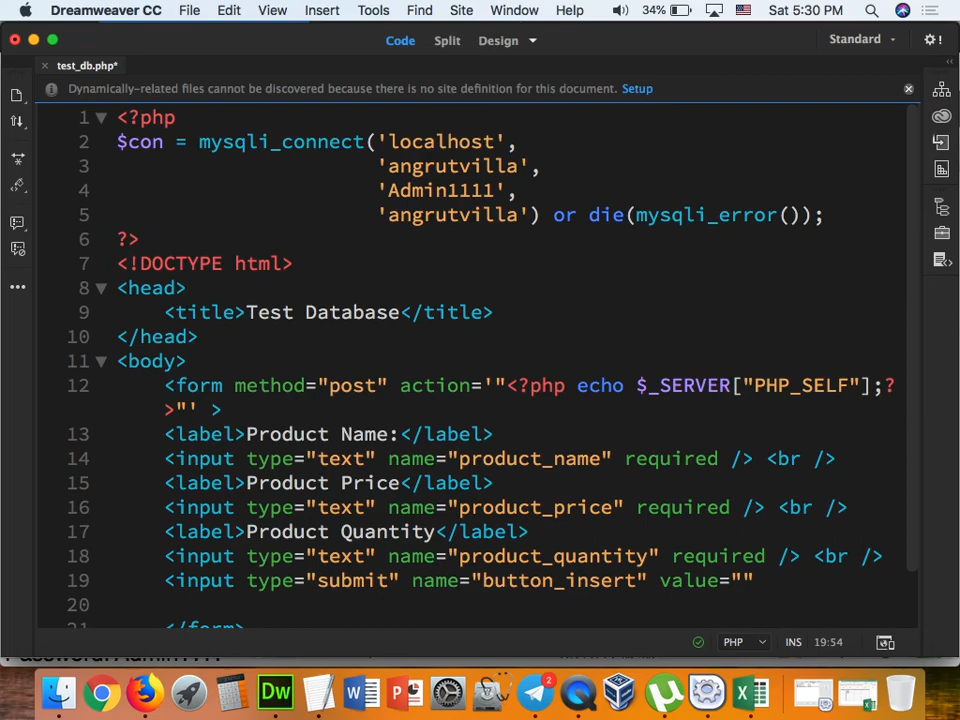 Dreamweaver CC File Edit View Insert Tools Find Site Window Help 34% Sat 5:30 PM
Code Split Design Standard !
test_db.php*
Dynamically-related files cannot be discovered because there is no site definition for this document. Setup
1 <?php
2 $con = mysqli_connect('localhost',
3 'angrutvilla',
4 'Admin1111',
5 'angrutvilla') or die(mysqli_error());
6 ?>
7 <!DOCTYPE html>
8 <head>
9 <title>Test Database</title>
10 </head>
11 <body>
12 <form method="post" action='"<?php echo $_SERVER["PHP_SELF"];?
>"' >
13 <label>Product Name:</label>
14 <input type="text" name="product_name" required /> <br />
15 <label>Product Price</label>
16 <input type="text" name="product_price" required /> <br />
17 <label>Product Quantity</label>
18 <input type="text" name="product_quantity" required /> <br />
19 <input type="submit" name="button_insert" value=""
20
21 </form>
PHP INS 19:54
Dw W P 2 X